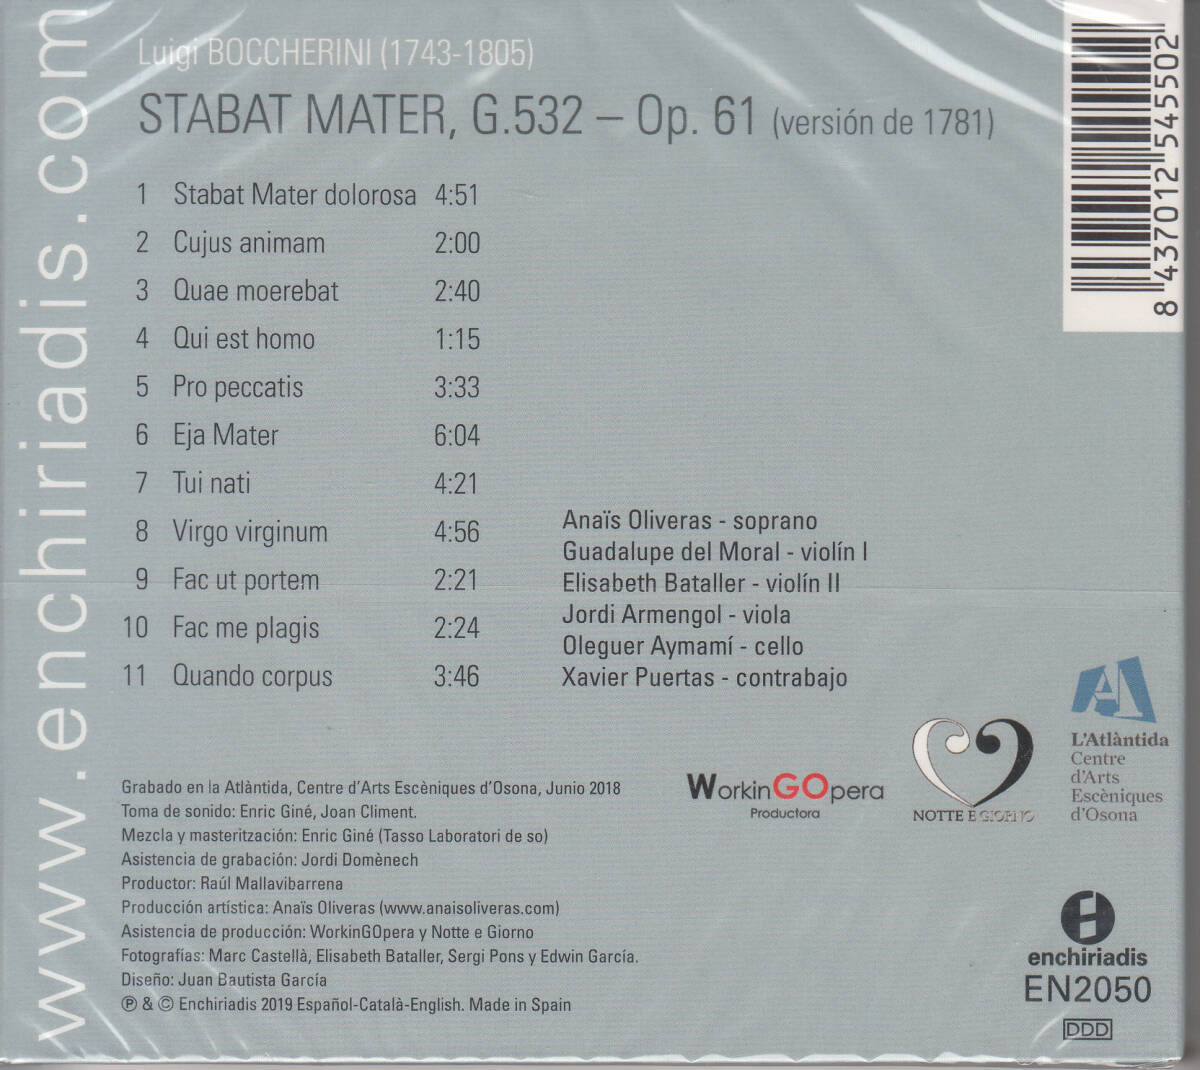 www.enchiriadis.com
Luigi BOCCHERINI (1743-1805)
STABAT MATER, G.532 – Op. 61 (versión de 1781)
1 Stabat Mater dolorosa 4:51
2 Cujus animam 2:00
3 Quae moerebat 2:40
4 Qui est homo 1:15
5 Pro peccatis 3:33
6 Eja Mater 6:04
7 Tui nati 4:21
8 Virgo virginum 4:56
9 Fac ut portem 2:21
10 Fac me plagis 2:24
11 Quando corpus 3:46
8 437012 545502
Anaïs Oliveras - soprano
Guadalupe del Moral - violín I
Elisabeth Bataller - violín II
Jordi Armengol - viola
Oleguer Aymamí - cello
Xavier Puertas - contrabajo
Grabado en la Atlàntida, Centre d'Arts Escèniques d'Osona, Junio 2018
Toma de sonido: Enric Giné, Joan Climent.
Mezcla y masteritzación: Enric Giné (Tasso Laboratori de so)
Asistencia de grabación: Jordi Domènech
Productor: Raúl Mallavibarrena
Producción artística: Anaïs Oliveras (www.anaisoliveras.com)
Asistencia de producción: WorkinGOpera y Notte e Giorno
Fotografías: Marc Castellà, Elisabeth Bataller, Sergi Pons y Edwin García.
Diseño: Juan Bautista García
℗ & © Enchiriadis 2019 Español-Català-English. Made in Spain
WorkinGOpera
Productora
NOTTE E GIORNO
L'Atlàntida
Centre
d'Arts
Escèniques
d'Osona
enchiriadis
EN2050
DDD